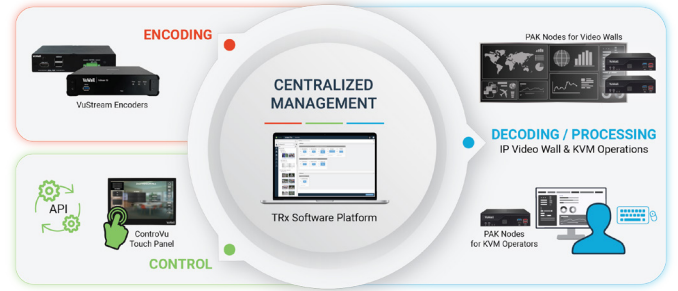 ENCODING
VuStream Encoders
API
ControVu
Touch Panel
CONTROL
CENTRALIZED
MANAGEMENT
TRx Software Platform
PAK Nodes for Video Walls
DECODING / PROCESSING
IP Video Wall & KVM Operations
PAK Nodes
for KVM Operators